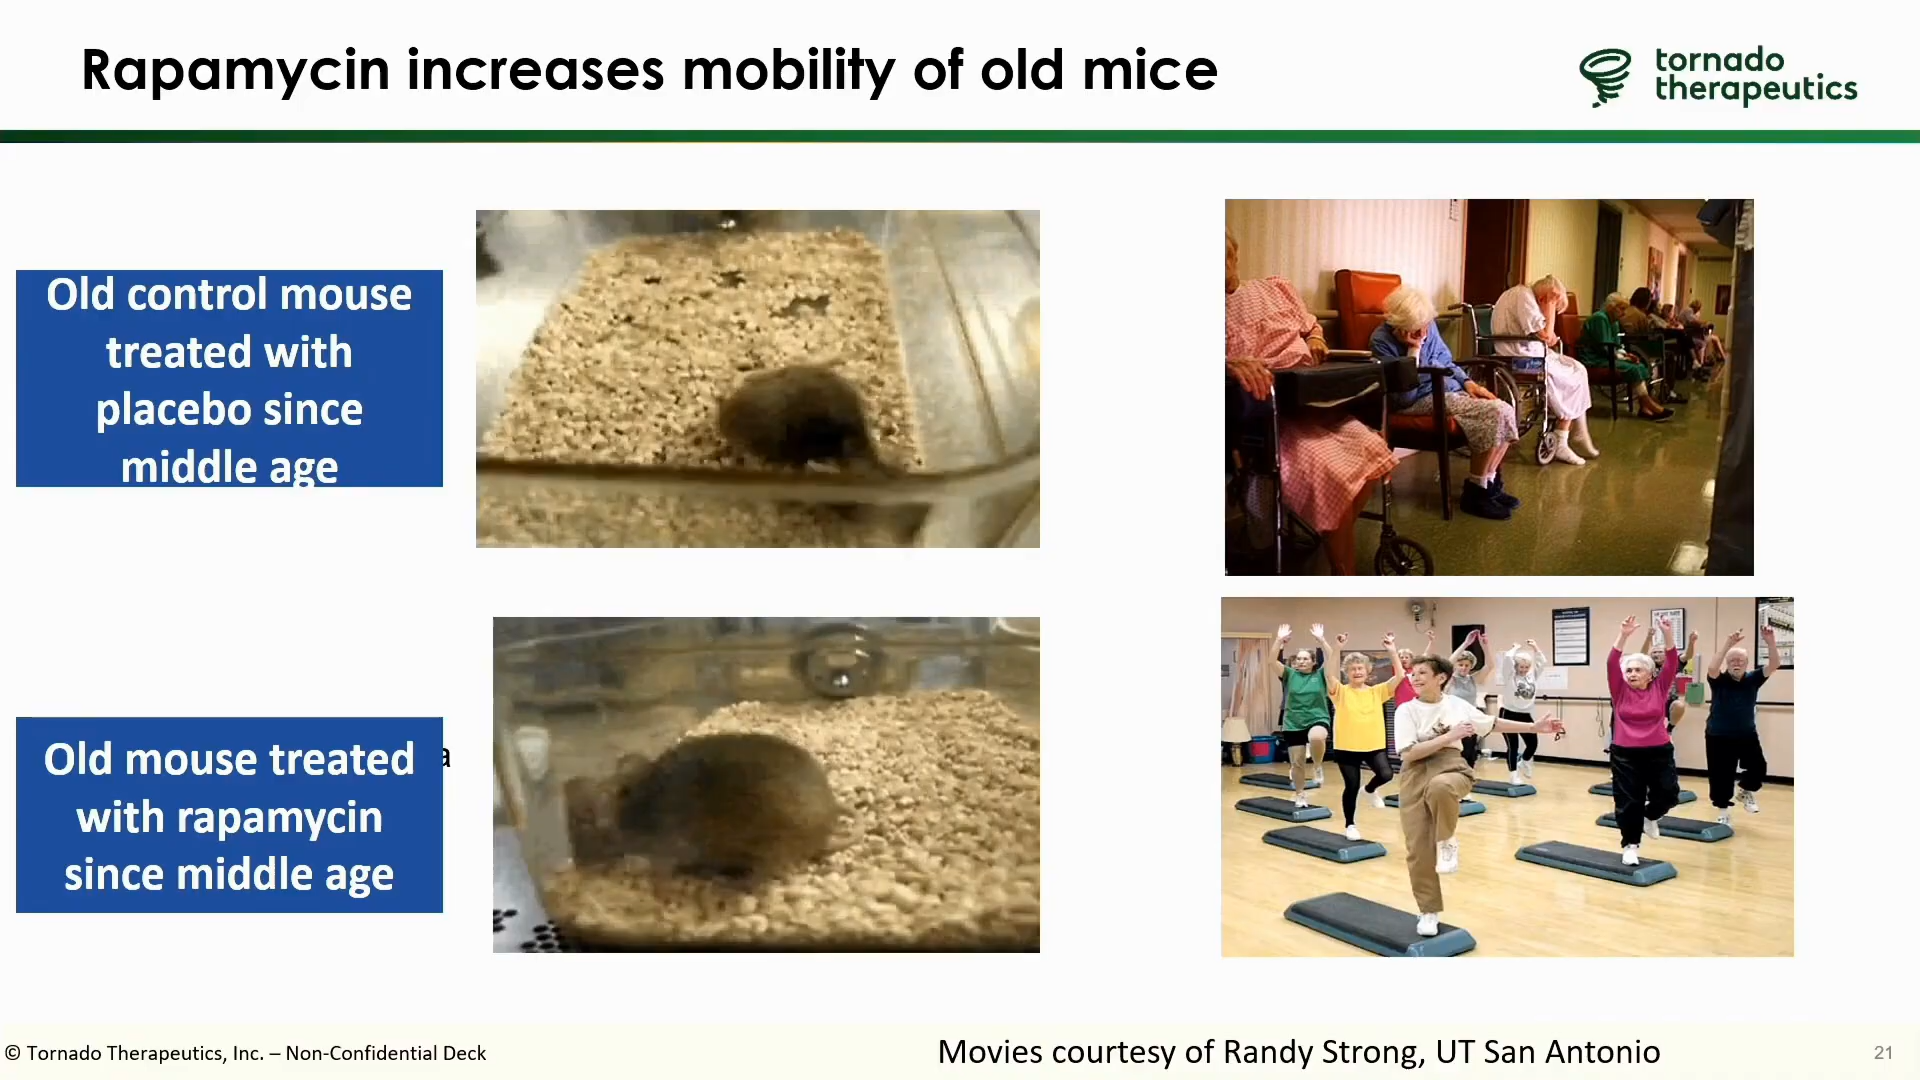 Rapamycin increases mobility of old mice
tornado
therapeutics
Old control mouse
treated with
placebo since
middle age
Old mouse treated
with rapamycin
since middle age
a
© Tornado Therapeutics, Inc. – Non-Confidential Deck
Movies courtesy of Randy Strong, UT San Antonio
21